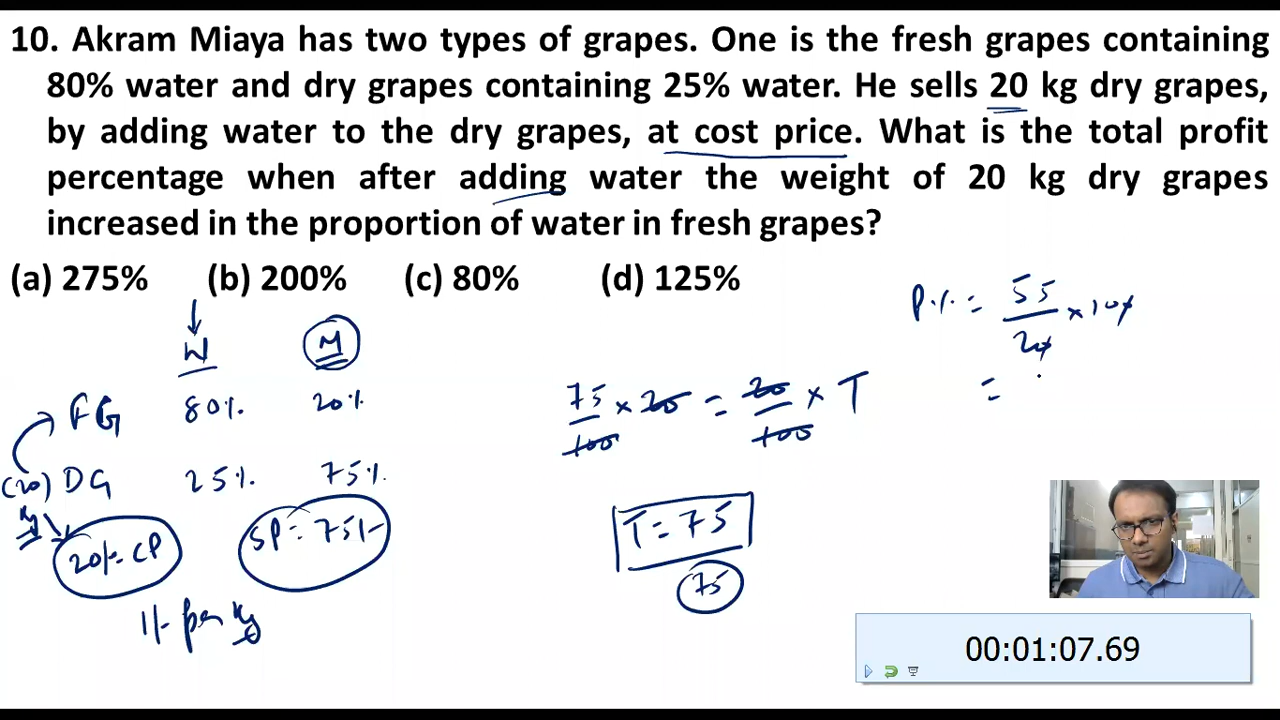 10. Akram Miaya has two types of grapes. One is the fresh grapes containing
80% water and dry grapes containing 25% water. He sells 20 kg dry grapes,
by adding water to the dry grapes, at cost price. What is the total profit
percentage when after adding water the weight of 20 kg dry grapes
increased in the proportion of water in fresh grapes?
(a) 275% (b) 200% (c) 80% (d) 125%
P.% = 55/20 × 100
=
W M
FG 80% 20%
75/100 × 20 = 20/100 × T
(20) DG 25% 75%
Kg
20/- CP SP = 75/-
T = 75
75
1/- per Kg
00:01:07.69